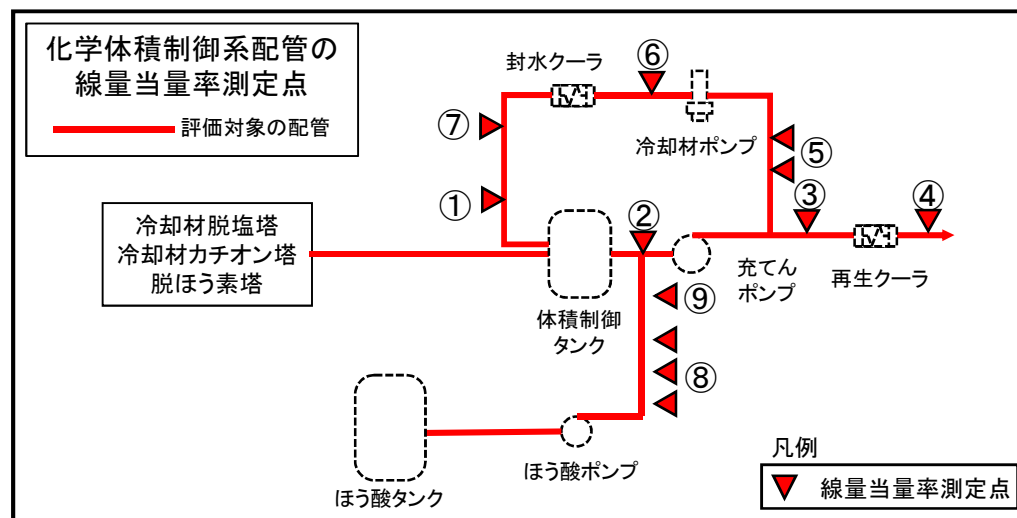 化学体積制御系配管の
線量当量率測定点
評価対象の配管
封水クーラ
⑥
⑦
冷却材ポンプ
⑤
①
②
③
④
冷却材脱塩塔
冷却材カチオン塔
脱ほう素塔
充てん
ポンプ
再生クーラ
⑨
体積制御
タンク
⑧
ほう酸ポンプ
ほう酸タンク
凡例
線量当量率測定点